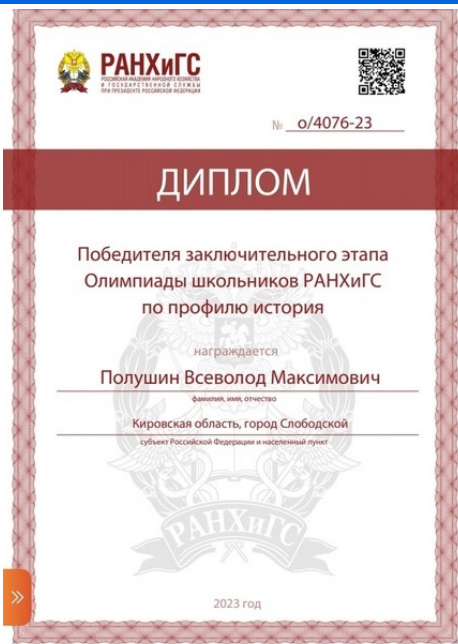 РАНХиГС
РОССИЙСКАЯ АКАДЕМИЯ НАРОДНОГО ХОЗЯЙСТВА
И ГОСУДАРСТВЕННОЙ СЛУЖБЫ
ПРИ ПРЕЗИДЕНТЕ РОССИЙСКОЙ ФЕДЕРАЦИИ
№ о/4076-23
ДИПЛОМ
Победителя заключительного этапа
Олимпиады школьников РАНХиГС
по профилю история
награждается
Полушин Всеволод Максимович
фамилия, имя, отчество
Кировская область, город Слободской
субъект Российской Федерации и населенный пункт
РАНХиГС
2023 год